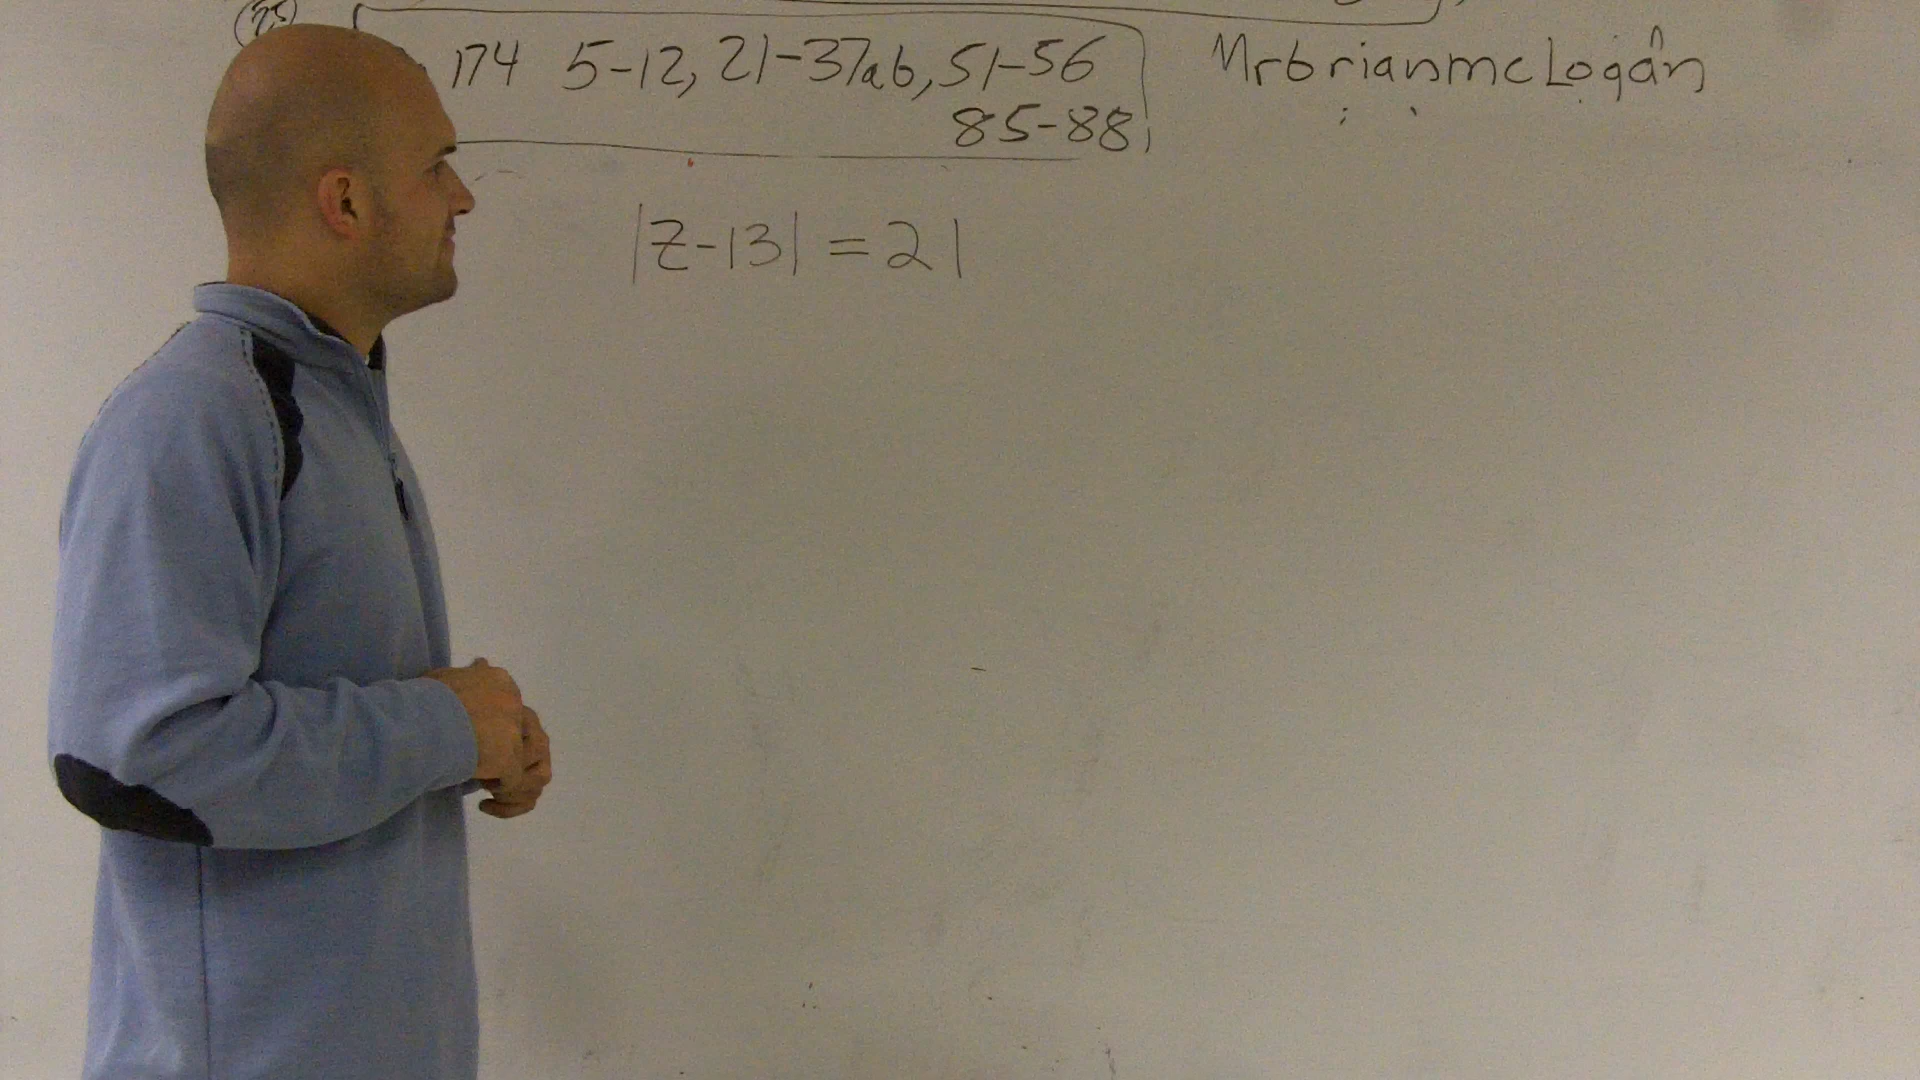 174 5-12, 21-37ab, 51-56
85-88
MrbrianmcLogan
|z-13| = 21